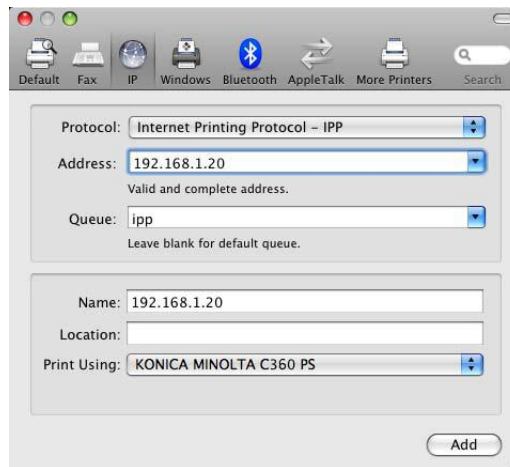 Default Fax IP Windows Bluetooth AppleTalk More Printers Search
Protocol: Internet Printing Protocol – IPP
Address: 192.168.1.20
Valid and complete address.
Queue: ipp
Leave blank for default queue.
Name: 192.168.1.20
Location:
Print Using: KONICA MINOLTA C360 PS
Add